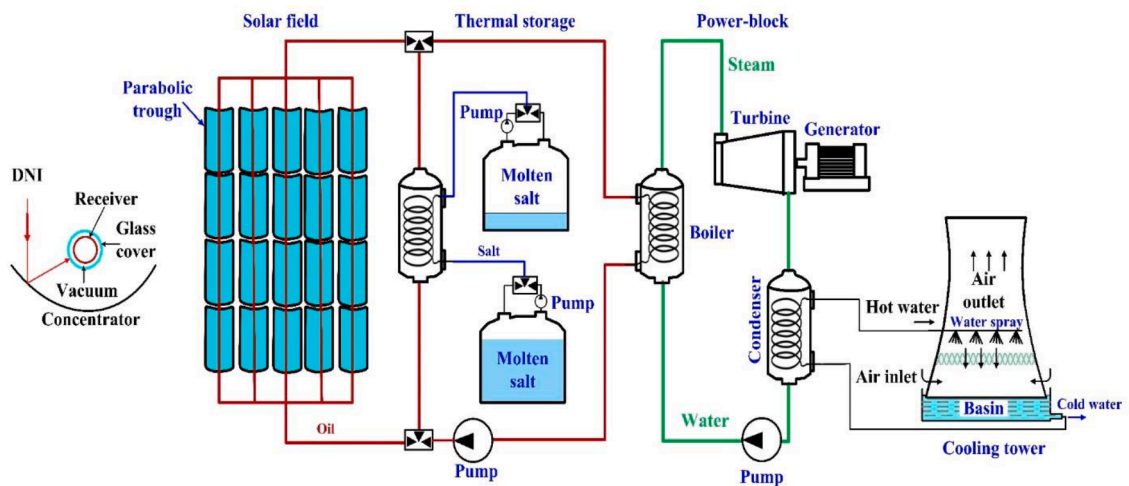 Solar field
Thermal storage
Power-block
Parabolic
trough
Pump
Steam
Turbine
Generator
Molten
salt
DNI
Receiver
Glass
cover
Vacuum
Concentrator
Boiler
Salt
Pump
Molten
salt
Condenser
Air
outlet
Hot water
Water spray
Air inlet
Basin
Cold water
Oil
Water
Pump
Pump
Cooling tower